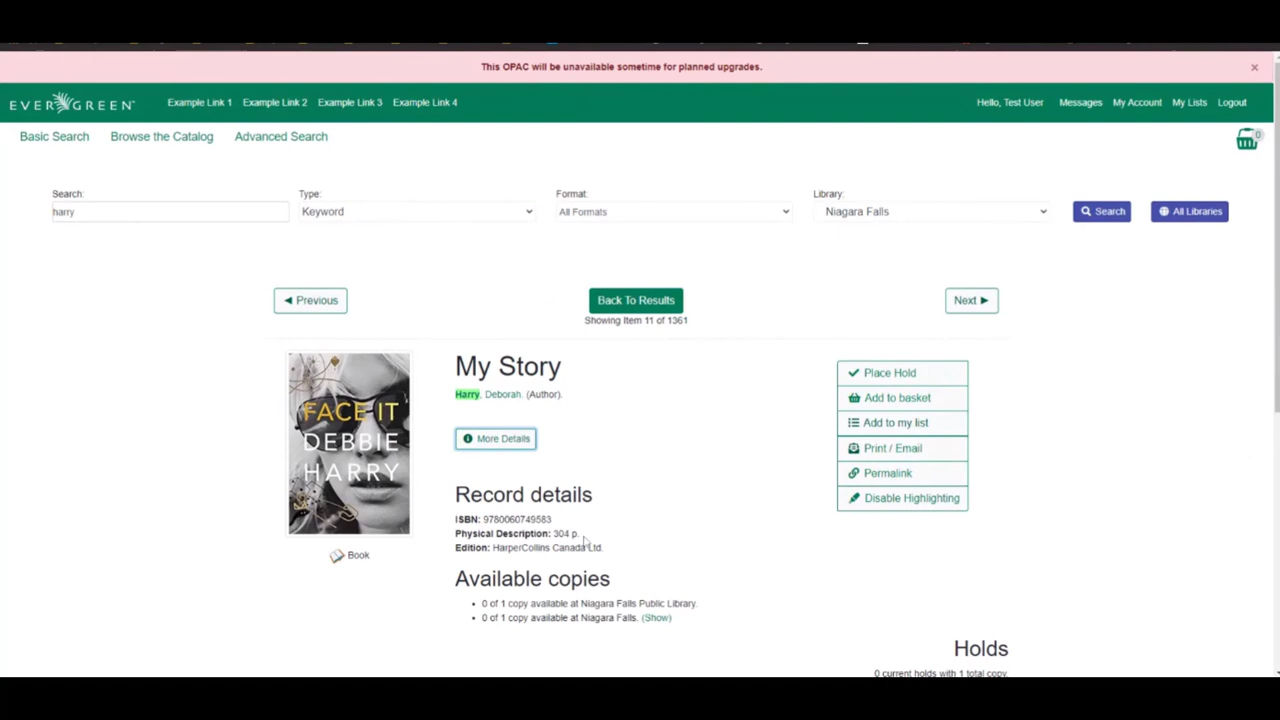 This OPAC will be unavailable sometime for planned upgrades. ×
EVERGREEN Example Link 1 Example Link 2 Example Link 3 Example Link 4 Hello, Test User Messages My Account My Lists Logout
Basic Search Browse the Catalog Advanced Search 0
Search: Type: Format: Library:
harry Keyword All Formats Niagara Falls Search All Libraries
◄ Previous Back To Results Next ►
Showing Item 11 of 1361
My Story
Harry, Deborah. (Author).
FACE IT
DEBBIE
HARRY
Book
More Details
Place Hold
Add to basket
Add to my list
Print / Email
Permalink
Disable Highlighting
Record details
ISBN: 9780060749583
Physical Description: 304 p.
Edition: HarperCollins Canada Ltd.
Available copies
• 0 of 1 copy available at Niagara Falls Public Library.
• 0 of 1 copy available at Niagara Falls. (Show)
Holds
0 current holds with 1 total copy.